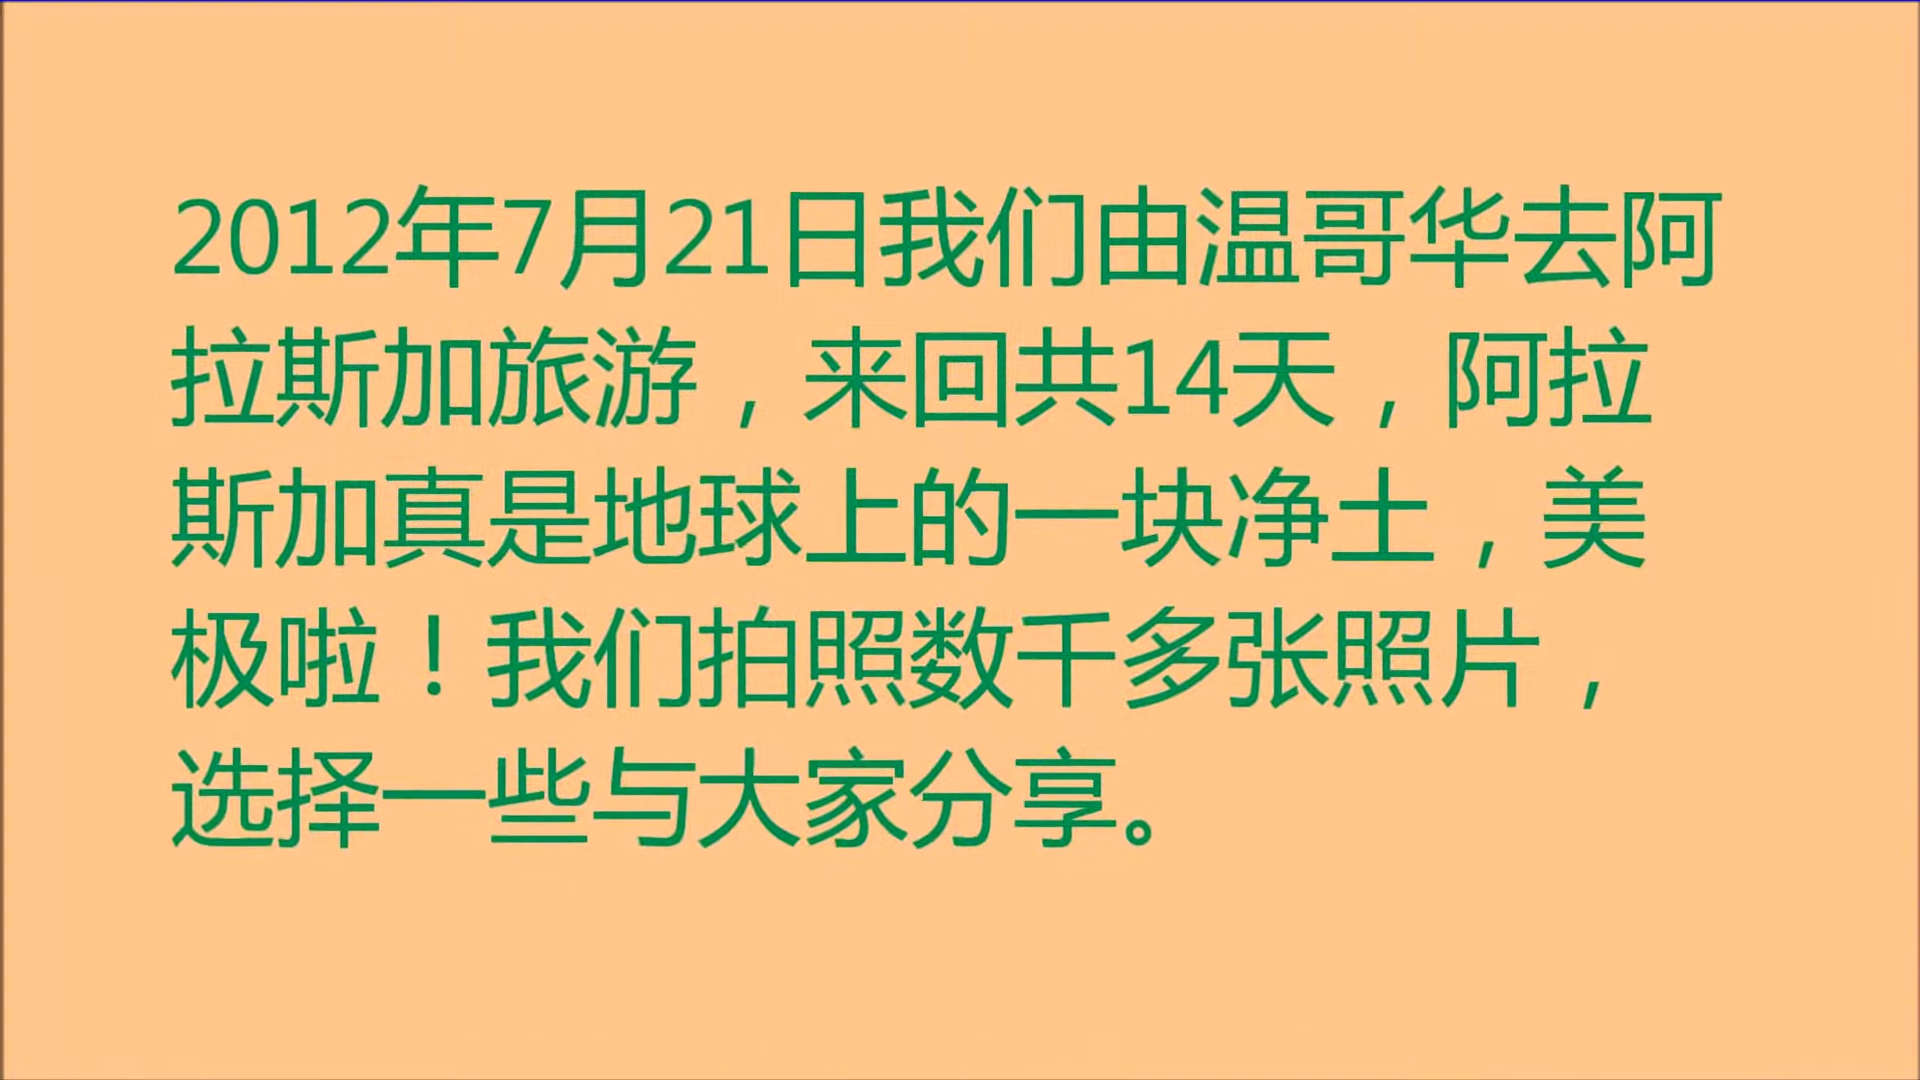 2012年7月21日我们由温哥华去阿
拉斯加旅游，来回共14天，阿拉
斯加真是地球上的一块净土，美
极啦！我们拍照数千多张照片，
选择一些与大家分享。